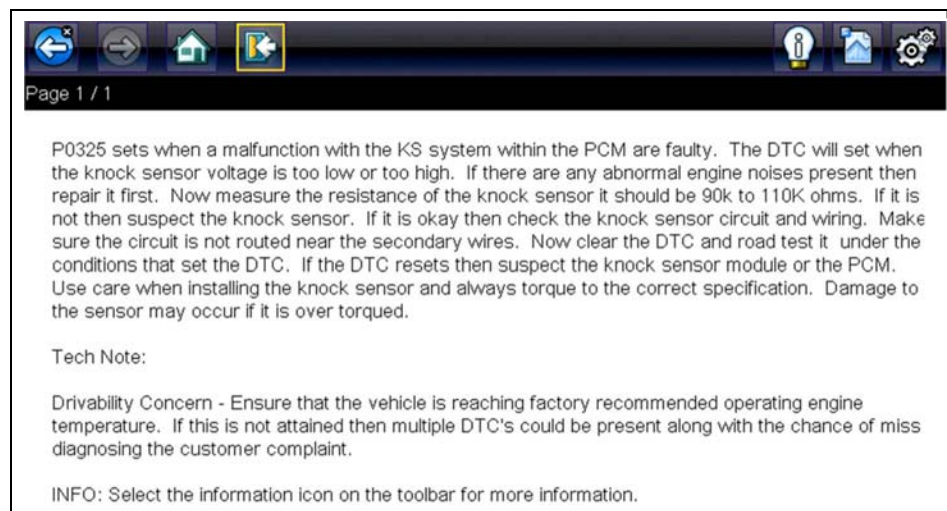 Page 1 / 1
P0325 sets when a malfunction with the KS system within the PCM are faulty.  The DTC will set when
the knock sensor voltage is too low or too high.  If there are any abnormal engine noises present then
repair it first.  Now measure the resistance of the knock sensor it should be 90k to 110K ohms.  If it is
not then suspect the knock sensor.  If it is okay then check the knock sensor circuit and wiring.  Make
sure the circuit is not routed near the secondary wires.  Now clear the DTC and road test it  under the
conditions that set the DTC.  If the DTC resets then suspect the knock sensor module or the PCM.
Use care when installing the knock sensor and always torque to the correct specification.  Damage to
the sensor may occur if it is over torqued.
Tech Note:
Drivability Concern - Ensure that the vehicle is reaching factory recommended operating engine
temperature.  If this is not attained then multiple DTC's could be present along with the chance of miss
diagnosing the customer complaint.
INFO: Select the information icon on the toolbar for more information.